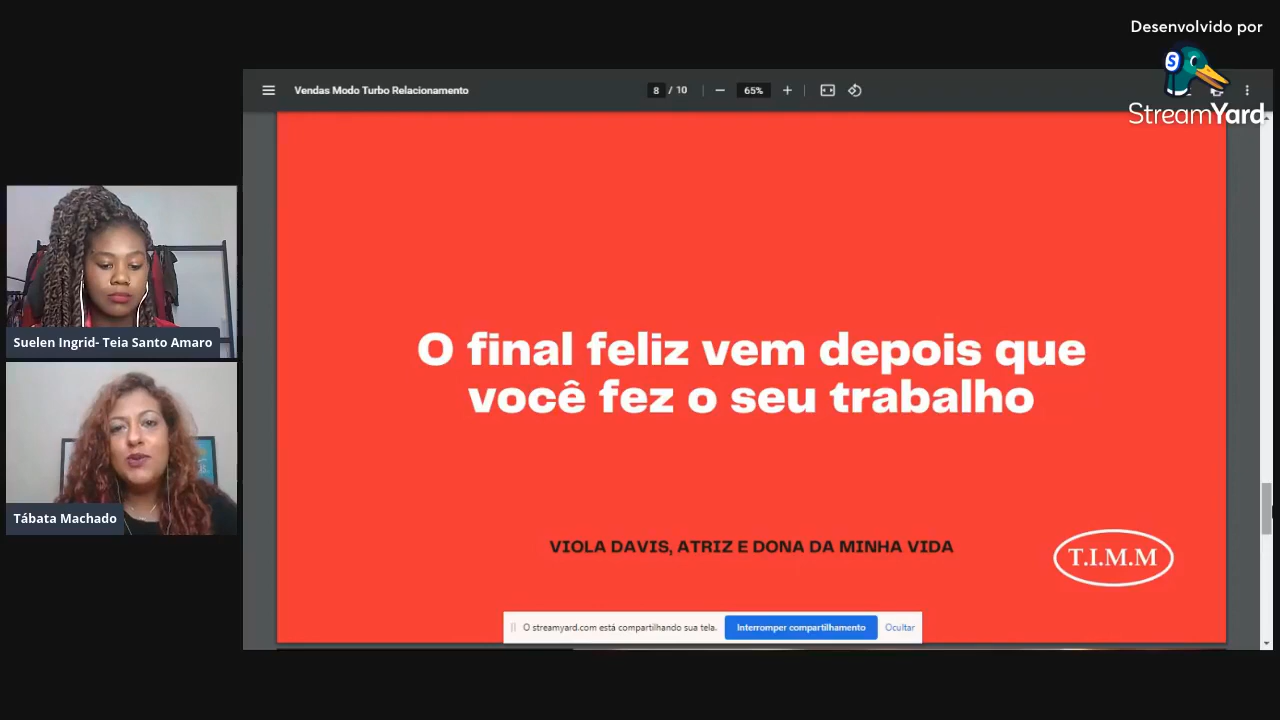 Desenvolvido por
StreamYard
Vendas Modo Turbo Relacionamento
8 / 10
65%
Suelen Ingrid- Teia Santo Amaro
Tábata Machado
O final feliz vem depois que
você fez o seu trabalho
VIOLA DAVIS, ATRIZ E DONA DA MINHA VIDA
T.I.M.M
O streamyard.com está compartilhando sua tela.
Interromper compartilhamento
Ocultar